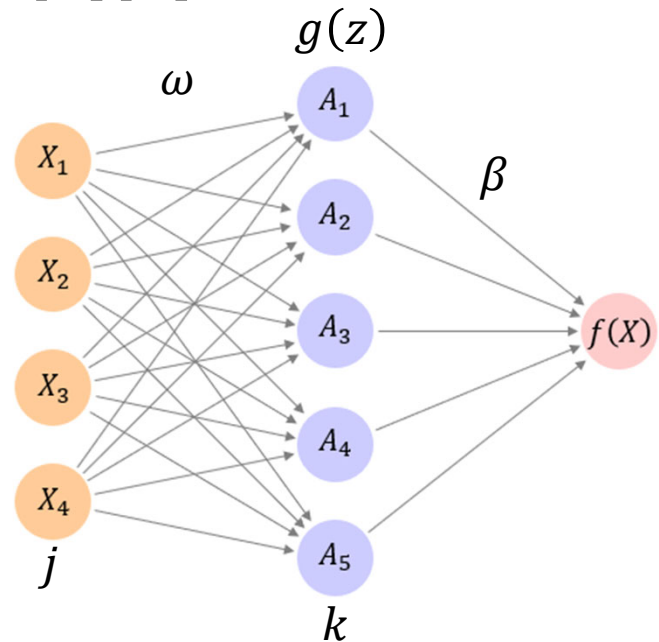 g(z)
ω
A₁
X₁
β
A₂
X₂
A₃
f(X)
X₃
A₄
X₄
A₅
j
k